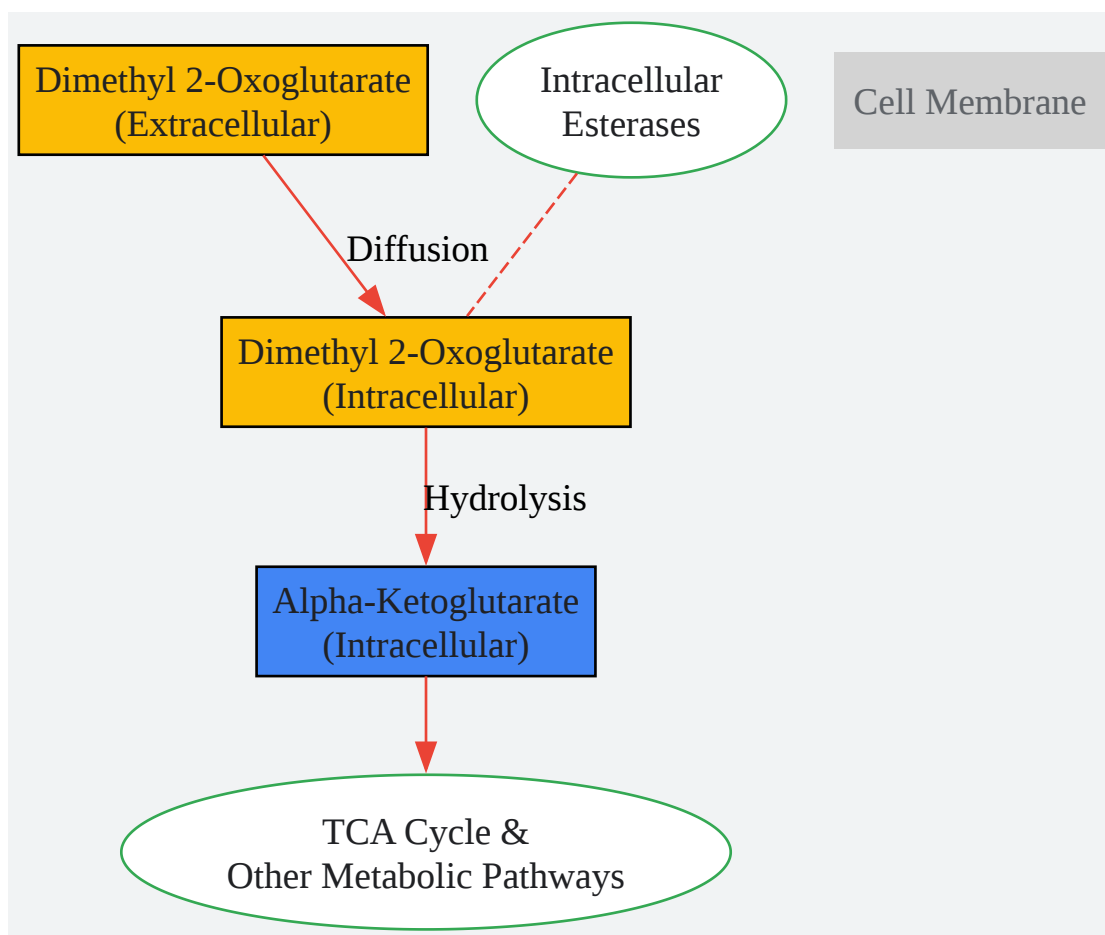 Dimethyl 2-Oxoglutarate
(Extracellular)
Intracellular
Esterases
Cell Membrane
Diffusion
Dimethyl 2-Oxoglutarate
(Intracellular)
Hydrolysis
Alpha-Ketoglutarate
(Intracellular)
TCA Cycle &
Other Metabolic Pathways